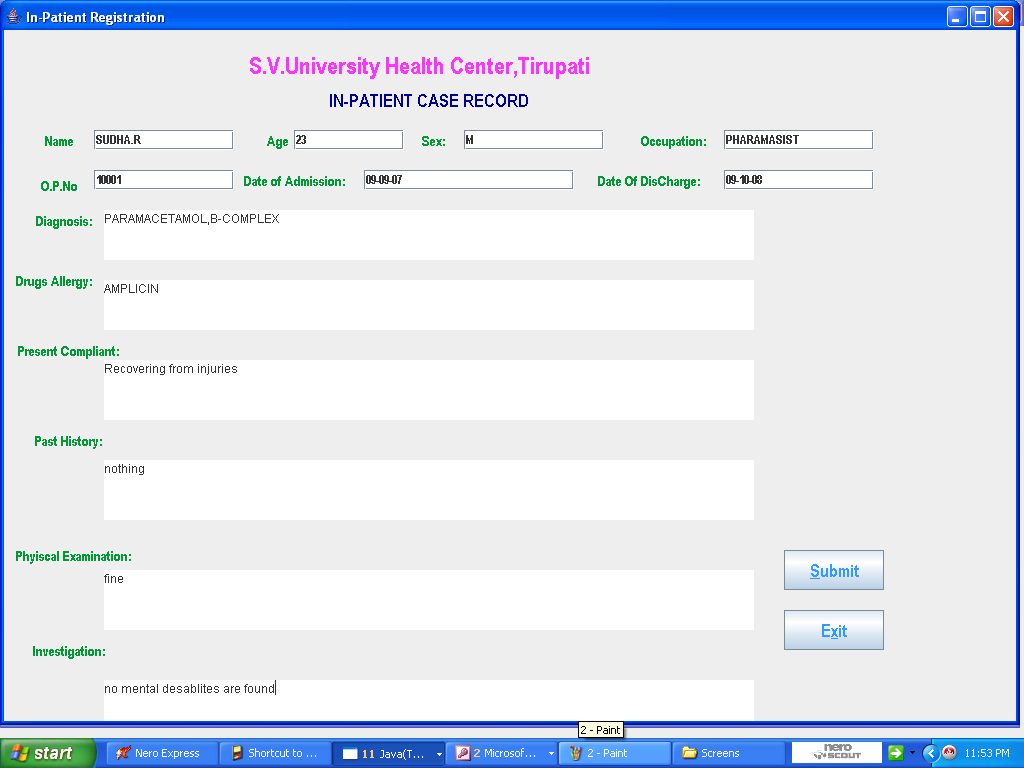 In-Patient Registration
S.V.University Health Center,Tirupati
IN-PATIENT CASE RECORD
Name SUDHA.R Age 23 Sex: M Occupation: PHARAMASIST
O.P.No 10001 Date of Admission: 09-09-07 Date Of DisCharge: 09-10-08
Diagnosis: PARAMACETAMOL,B-COMPLEX
Drugs Allergy: AMPLICIN
Present Compliant:
Recovering from injuries
Past History:
nothing
Phyiscal Examination:
fine
Submit
Exit
Investigation:
no mental desablites are found
2 - Paint
start Nero Express Shortcut to ... 11 Java(T... 2 Microsof... 2 - Paint Screens nero SCOUT 11:53 PM